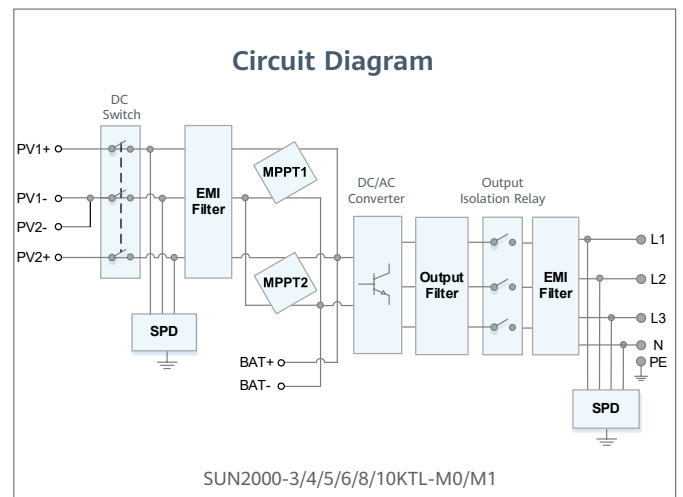 Circuit Diagram
DC
Switch
PV1+
PV1-
PV2-
PV2+
EMI
Filter
SPD
MPPT1
MPPT2
BAT+
BAT-
DC/AC
Converter
Output
Filter
Output
Isolation Relay
EMI
Filter
L1
L2
L3
N
PE
SPD
SUN2000-3/4/5/6/8/10KTL-M0/M1